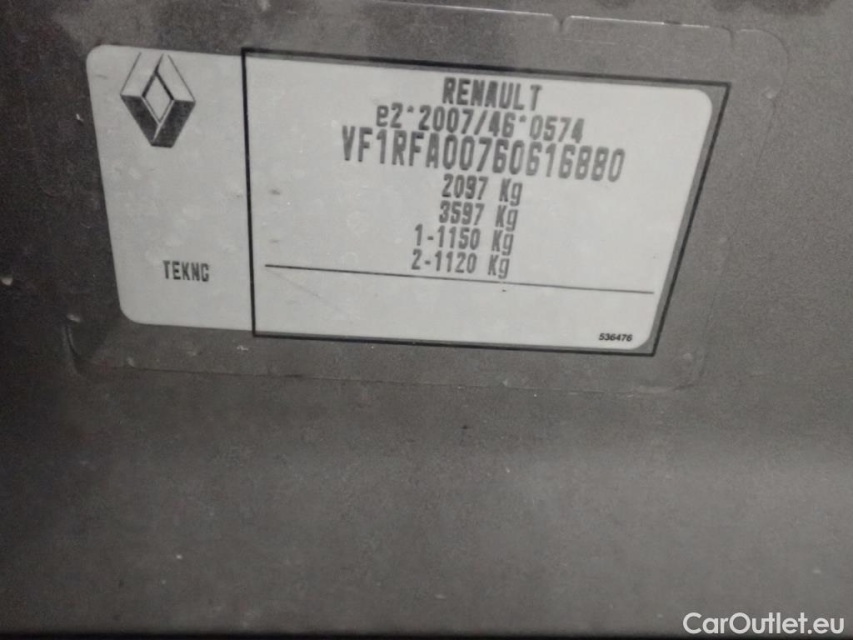 RENAULT
e2*2007/46*0574
VF1RFA00760616880
2097 Kg
3597 Kg
1-1150 Kg
2-1120 Kg
TEKNG
536476
CarOutlet.eu